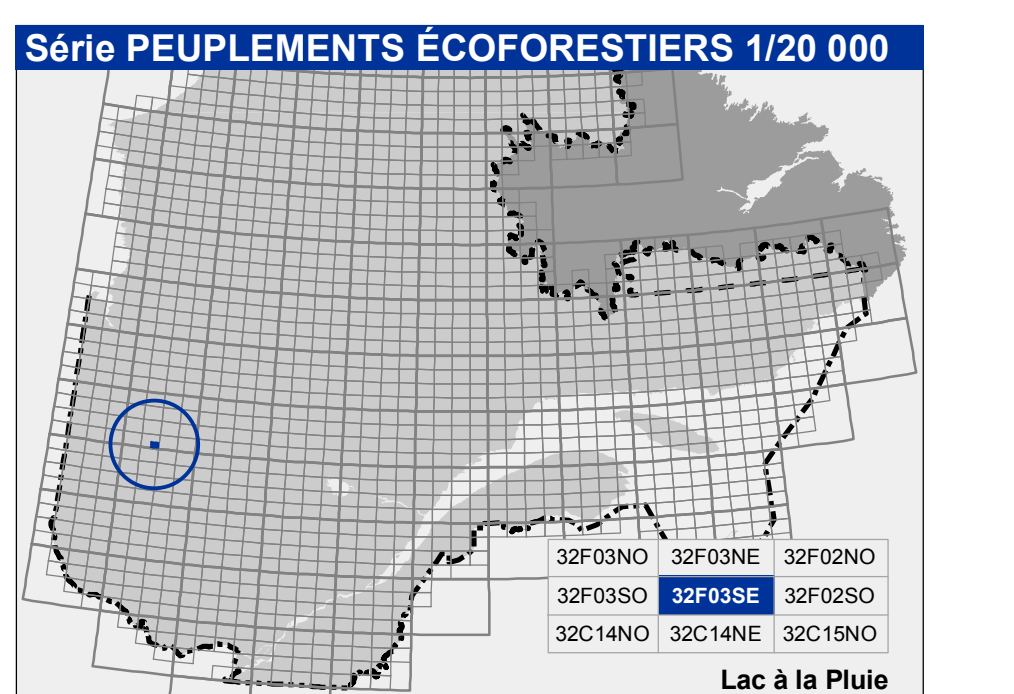 Série PEUPLEMENTS ÉCOFORESTIERS 1/20 000
32F03NO 32F03NE 32F02NO
32F03SO 32F03SE 32F02SO
32C14NO 32C14NE 32C15NO
Lac à la Pluie